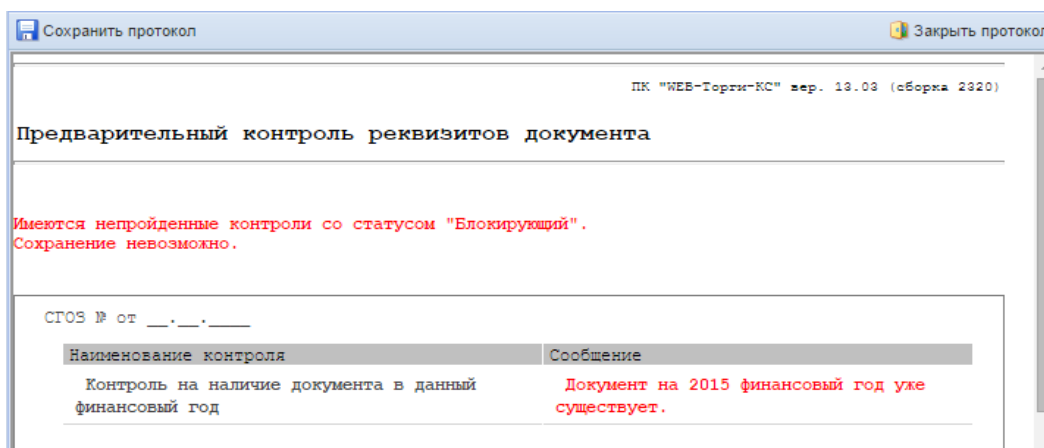 Сохранить протокол Закрыть протокол
ПК "WEB-Торги-КС" вер. 13.03 (сборка 2320)
Предварительный контроль реквизитов документа
Имеются непройденные контроли со статусом "Блокирующий".
Сохранение невозможно.
СГОЗ № от __.__.____
Наименование контроля Сообщение
Контроль на наличие документа в данный Документ на 2015 финансовый год уже
финансовый год существует.